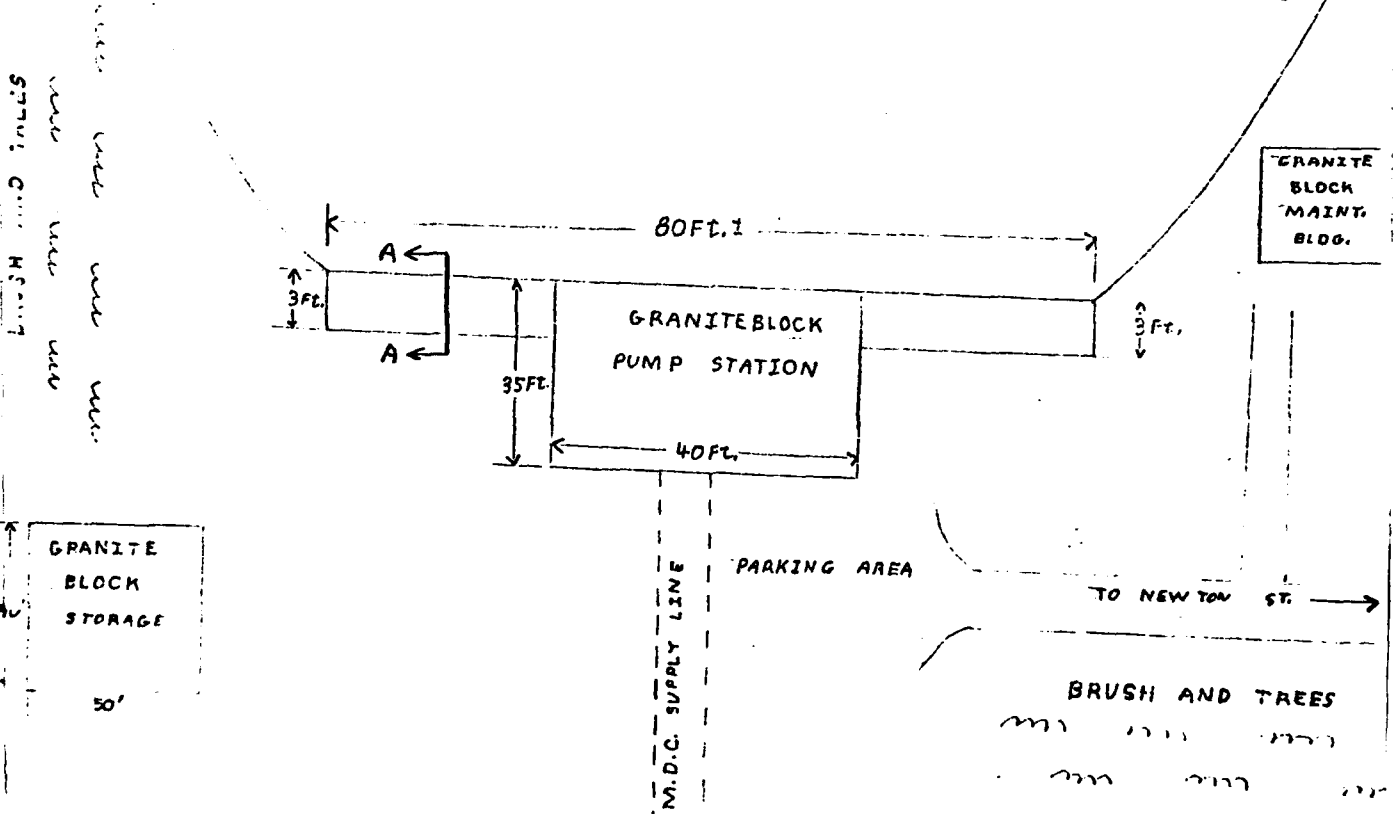 GRANITE
BLOCK
MAINT.
BLDG.
80Ft.±
A
3Ft.
A
GRANITE BLOCK
PUMP STATION
3Ft.
35Ft.
40Ft.
GRANITE
BLOCK
STORAGE
50'
M.D.C. SUPPLY LINE
PARKING AREA
TO NEWTON ST.
BRUSH AND TREES